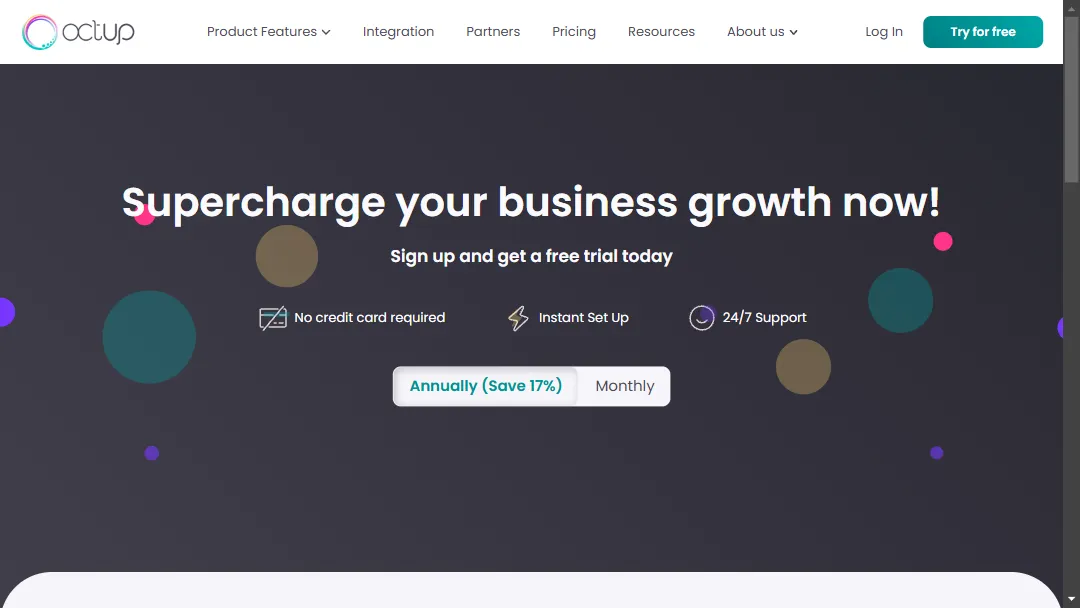 octup
Product Features
Integration
Partners
Pricing
Resources
About us
Log In
Try for free
Supercharge your business growth now!
Sign up and get a free trial today
No credit card required
Instant Set Up
24/7 Support
Annually (Save 17%)
Monthly